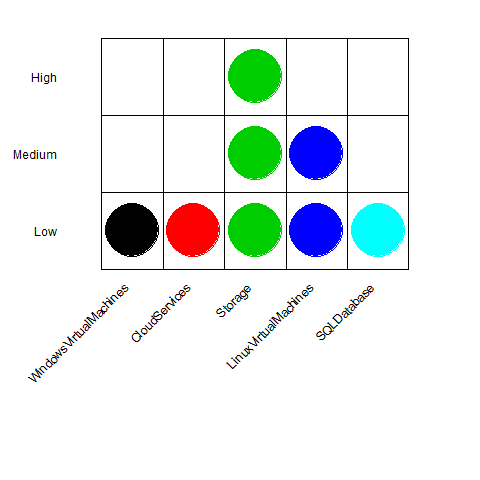 High
Medium
Low
WindowsVirtualMachines
CloudServices
Storage
LinuxVirtualMachines
SQLDatabase